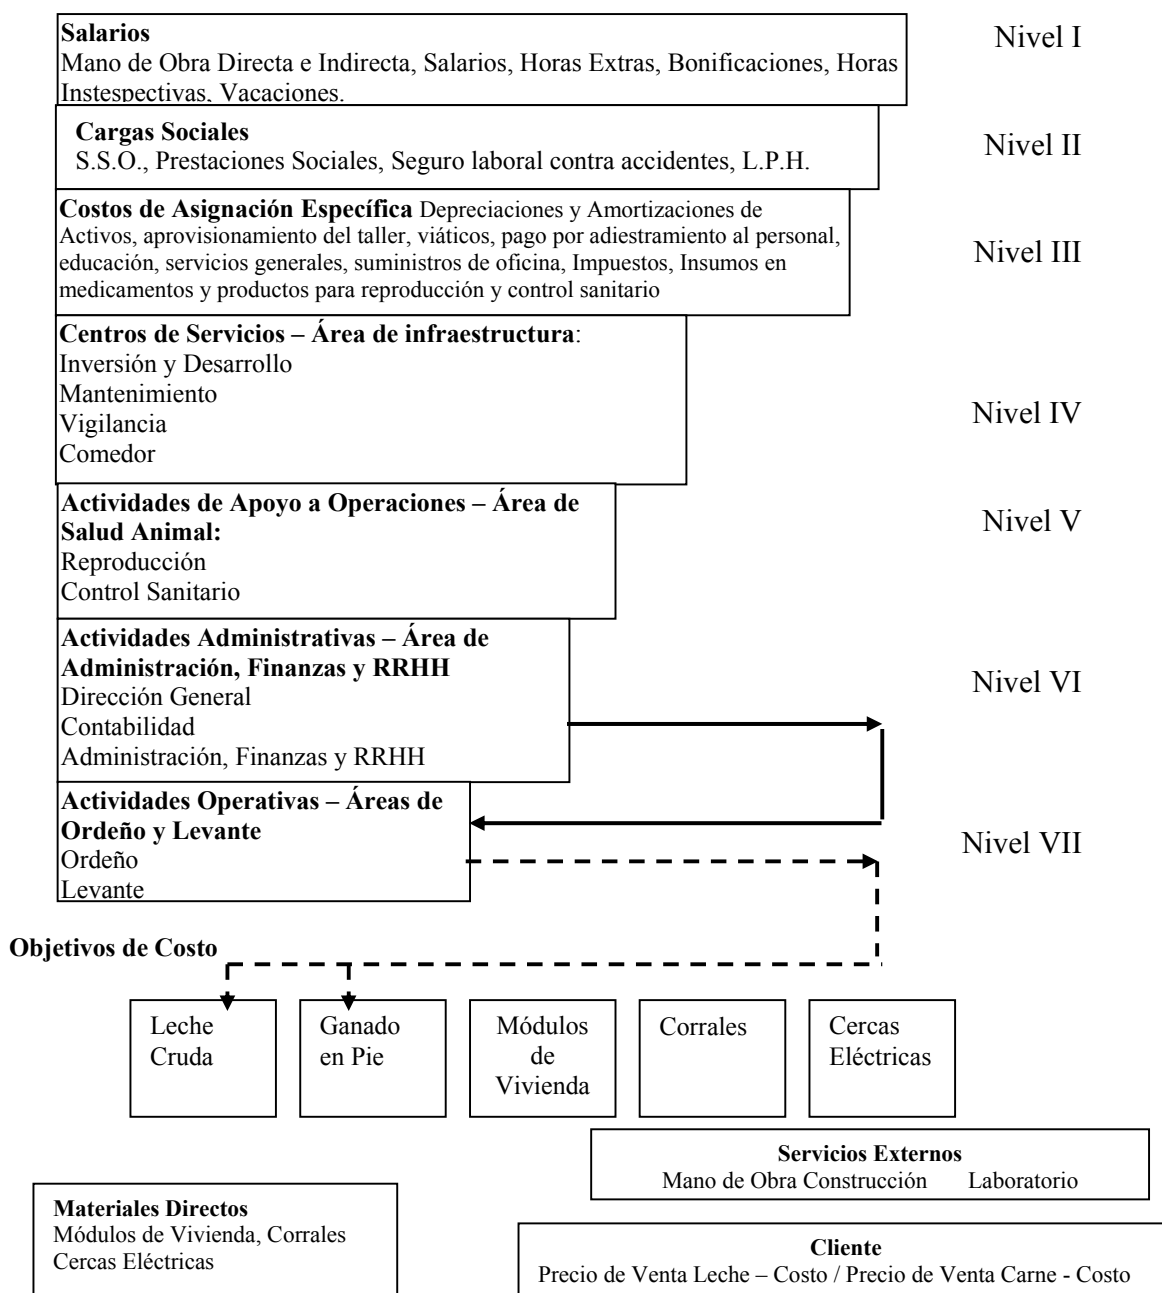 Salarios
Nivel I
Mano de Obra Directa e Indirecta, Salarios, Horas Extras, Bonificaciones, Horas
Instespectivas, Vacaciones.
Cargas Sociales
Nivel II
S.S.O., Prestaciones Sociales, Seguro laboral contra accidentes, L.P.H.
Costos de Asignación Específica Depreciaciones y Amortizaciones de
Activos, aprovisionamiento del taller, viáticos, pago por adiestramiento al personal,
Nivel III
educación, servicios generales, suministros de oficina, Impuestos, Insumos en
medicamentos y productos para reproducción y control sanitario
Centros de Servicios – Área de infraestructura:
Inversión y Desarrollo
Mantenimiento
Nivel IV
Vigilancia
Comedor
Actividades de Apoyo a Operaciones – Área de
Nivel V
Salud Animal:
Reproducción
Control Sanitario
Actividades Administrativas – Área de
Administración, Finanzas y RRHH
Nivel VI
Dirección General
Contabilidad
Administración, Finanzas y RRHH
Actividades Operativas – Áreas de
Ordeño y Levante
Nivel VII
Ordeño
Levante
Objetivos de Costo
Leche
Cruda
Ganado
en Pie
Módulos
de
Vivienda
Corrales
Cercas
Eléctricas
Servicios Externos
Mano de Obra Construcción Laboratorio
Materiales Directos
Módulos de Vivienda, Corrales
Cercas Eléctricas
Cliente
Precio de Venta Leche – Costo / Precio de Venta Carne - Costo